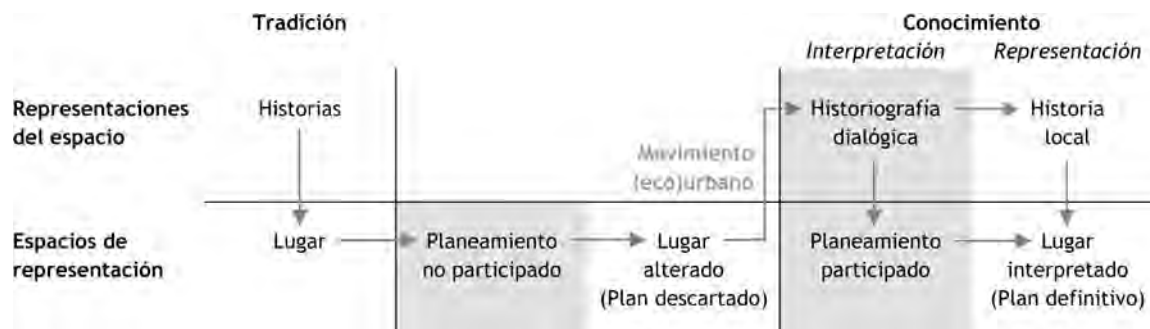 Tradición
Conocimiento
Interpretación
Representación
Representaciones
del espacio
Historias
Historiografía
dialógica
Historia
local
Movimiento
(eco)urbano
Espacios de
representación
Lugar
Planeamiento
no participado
Lugar
alterado
(Plan descartado)
Planeamiento
participado
Lugar
interpretado
(Plan definitivo)